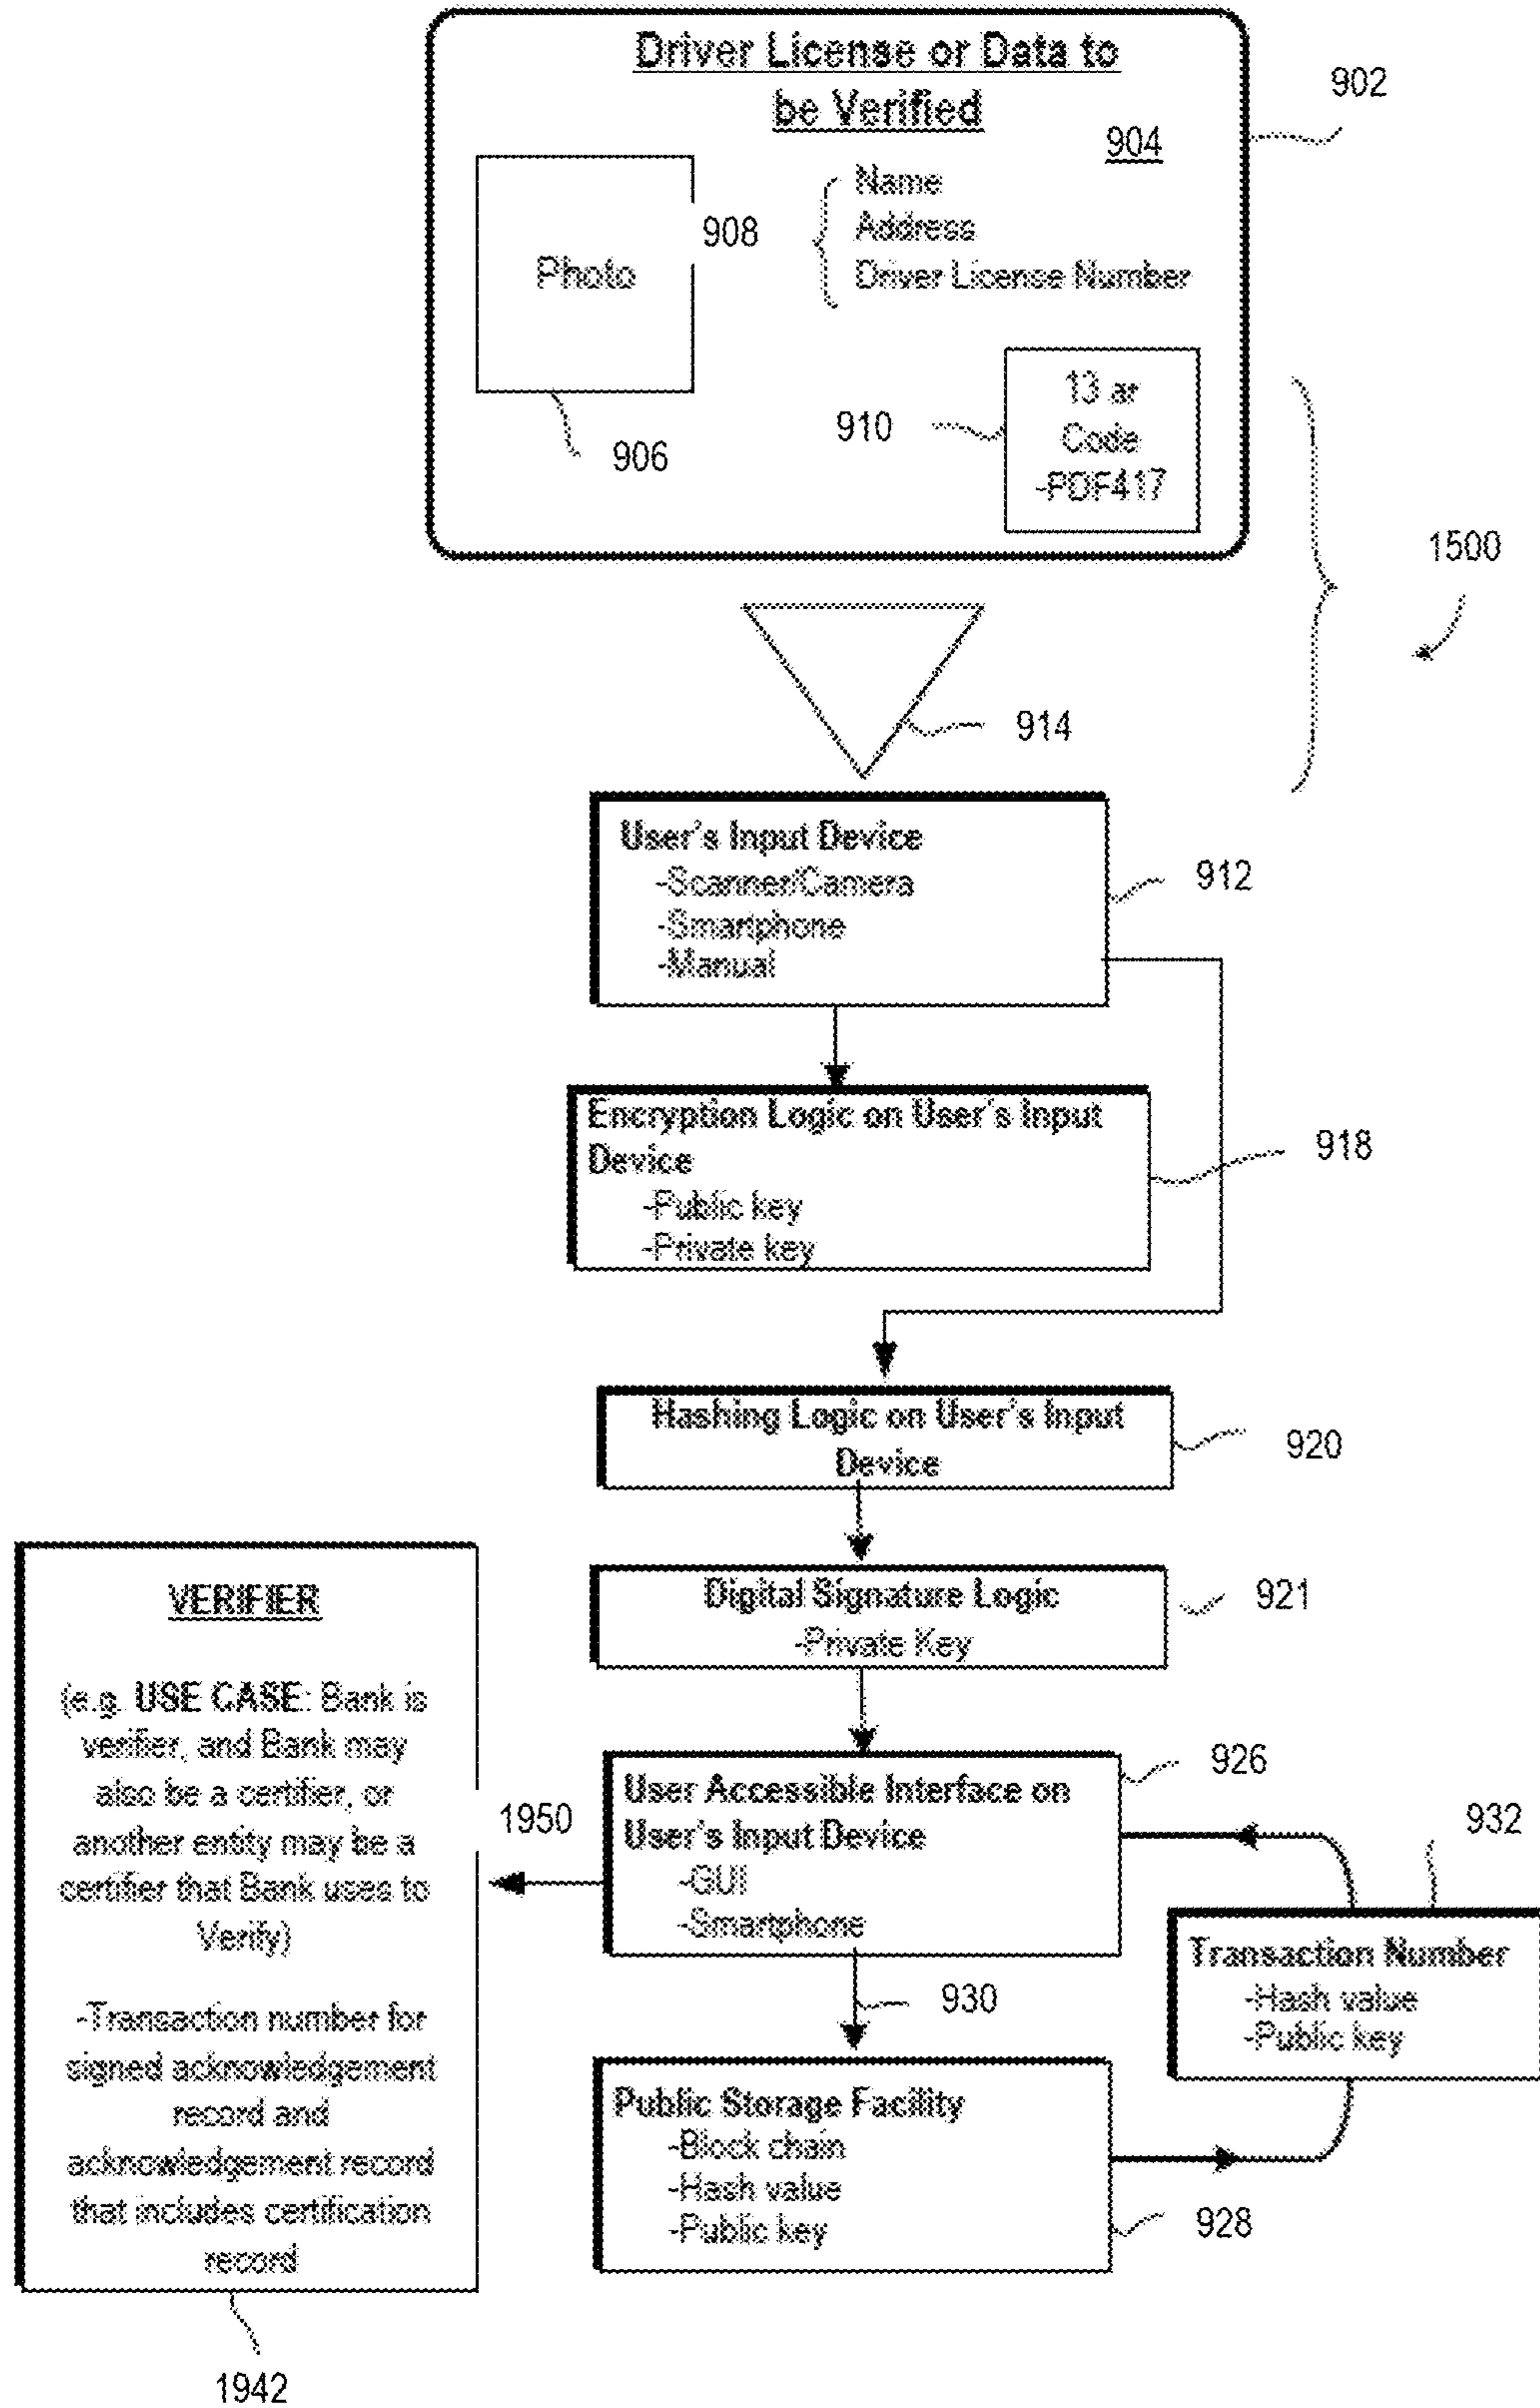 Driver License or Data to
be Verified
902
904
Name
908
Address
Photo
Driver License Number
13 ar
910
Code
906
-PDF417
1500
914
User's Input Device
912
-Scanner/Camera
-Smartphone
-Manual
Encryption Logic on User's Input
918
Device
-Public key
-Private key
Hashing Logic on User's Input
920
Device
Digital Signature Logic
921
-Private Key
VERIFIER
(e.g. USE CASE: Bank is
verifier, and Bank may
also be a certifier, or
another entity may be a
certifier that Bank uses to
Verify)
-Transaction number for
signed acknowledgement
record and
acknowledgement record
that includes certification
record
1942
1950
User Accessible Interface on
926
User's Input Device
-GUI
-Smartphone
932
Transaction Number
-Hash value
-Public key
930
Public Storage Facility
-Block chain
-Hash value
-Public key
928